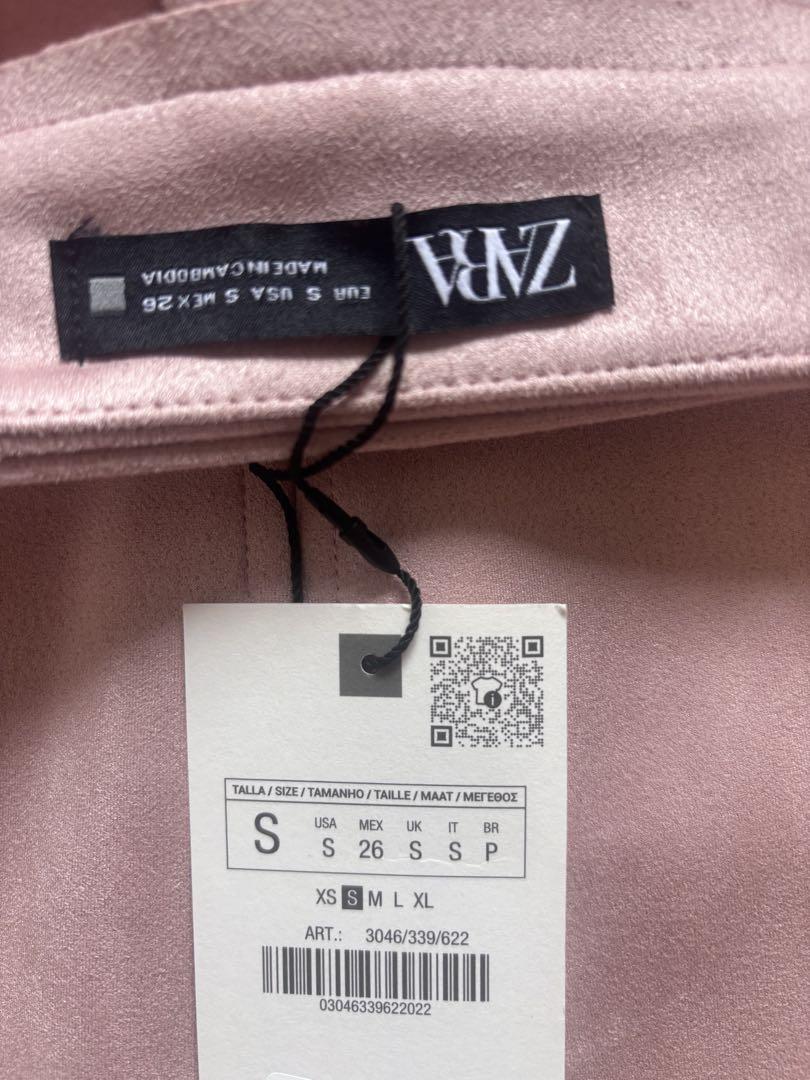 ZARA
EUR S USA S MEX 26
MADE IN CAMBODIA
TALLA / SIZE / TAMANHO / TAILLE / MAAT / ΜΕΓΕΘΟΣ
S
USA MEX UK IT BR
S 26 S S P
XS S M L XL
ART.: 3046/339/622
03046339622022